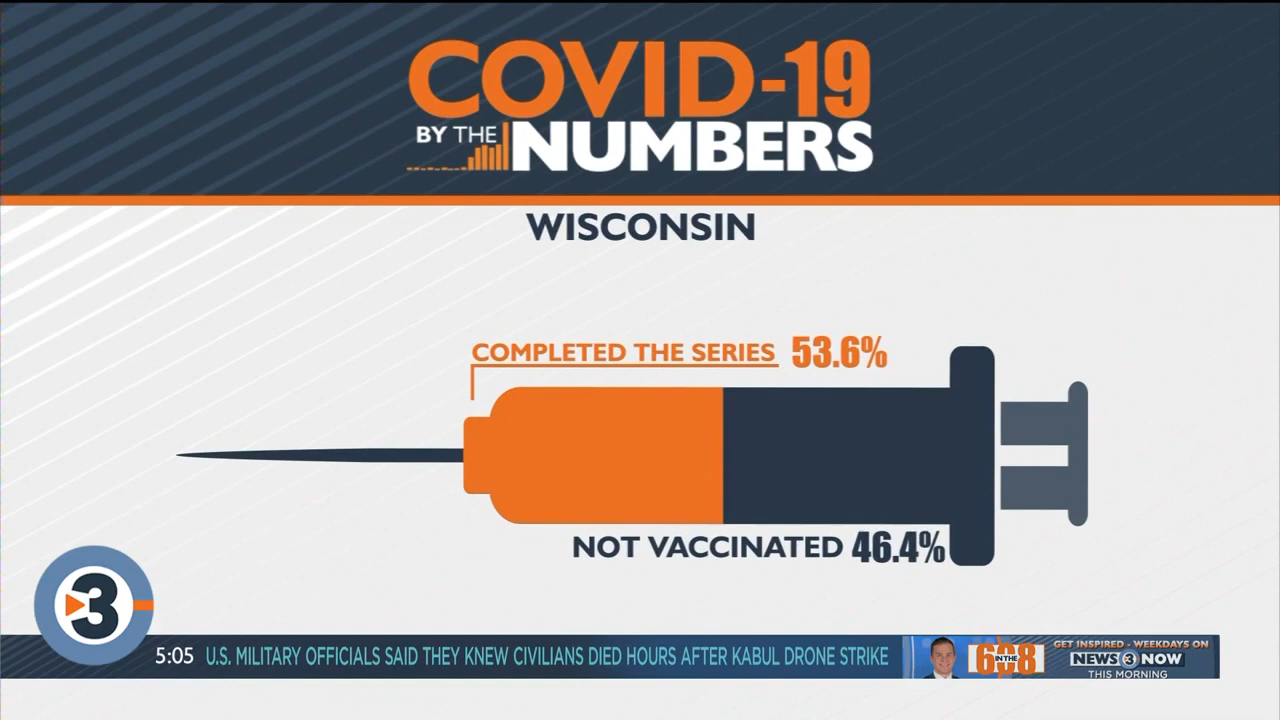 COVID-19
BY THE NUMBERS
WISCONSIN
COMPLETED THE SERIES 53.6%
NOT VACCINATED 46.4%
3
5:05 U.S. MILITARY OFFICIALS SAID THEY KNEW CIVILIANS DIED HOURS AFTER KABUL DRONE STRIKE
IN THE
608
GET INSPIRED - WEEKDAYS ON
NEWS 3 NOW
THIS MORNING